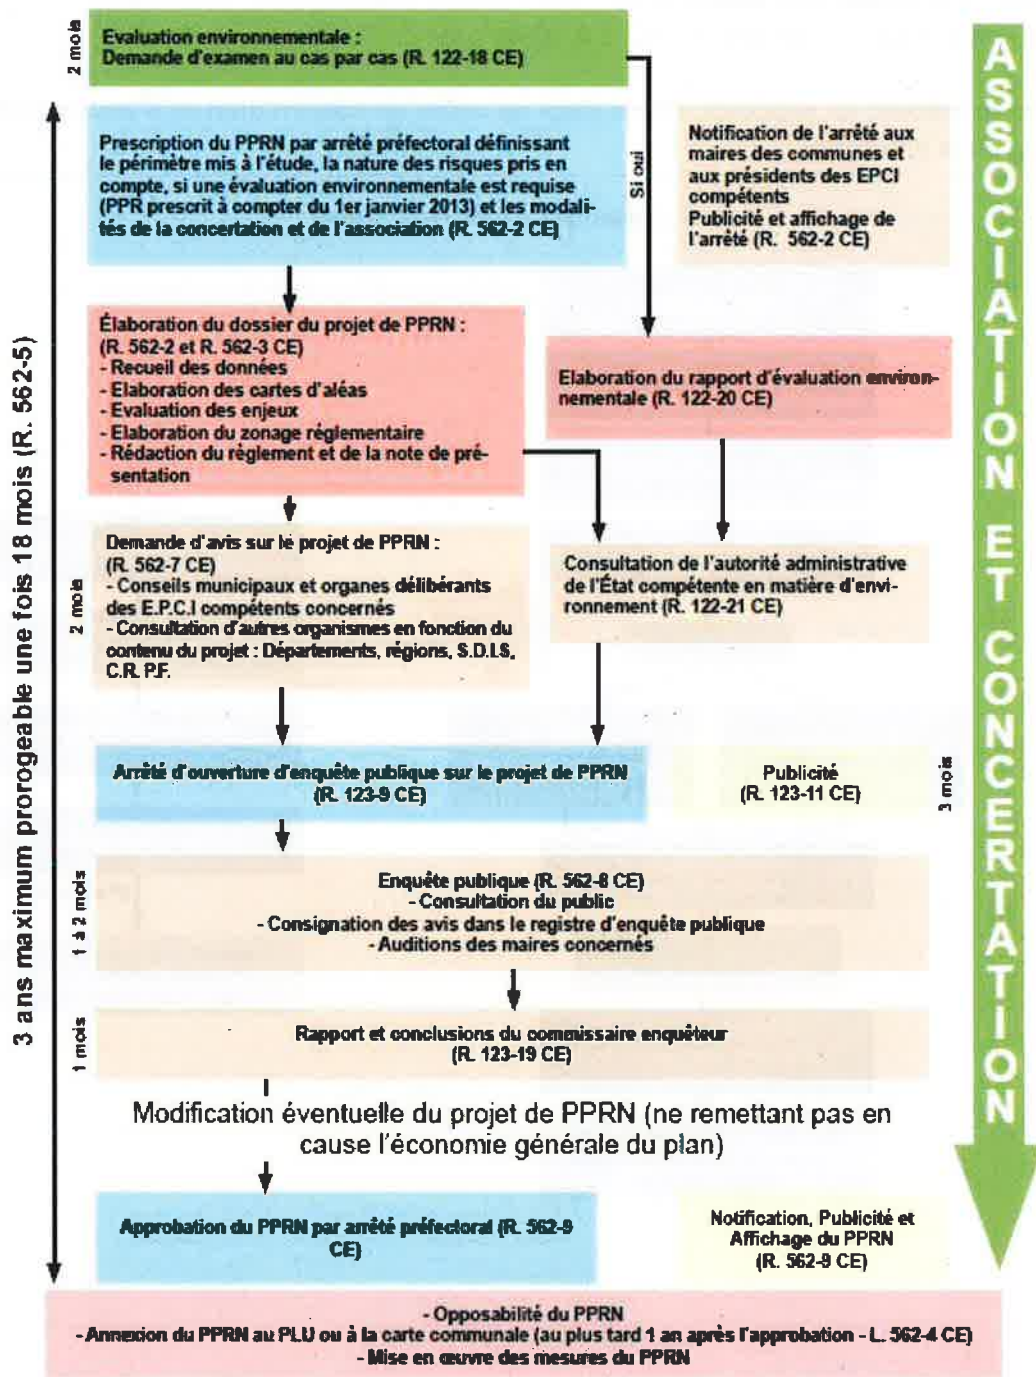 2 mois
Evaluation environnementale :
Demande d'examen au cas par cas (R. 122-18 CE)
3 ans maximum prorogeable une fois 18 mois (R. 562-5)
Prescription du PPRN par arrêté préfectoral définissant
le périmètre mis à l'étude, la nature des risques pris en
compte, si une évaluation environnementale est requise
(PPR prescrit à compter du 1er janvier 2013) et les modali-
tés de la concertation et de l'association (R. 562-2 CE)
Si oui
Notification de l'arrêté aux
maires des communes et
aux présidents des EPCI
compétents
Publicité et affichage de
l'arrêté (R. 562-2 CE)
Élaboration du dossier du projet de PPRN :
(R. 562-2 et R. 562-3 CE)
- Recueil des données
- Elaboration des cartes d'aléas
- Evaluation des enjeux
- Elaboration du zonage réglementaire
- Rédaction du règlement et de la note de pré-
sentation
Elaboration du rapport d'évaluation environ-
nementale (R. 122-20 CE)
2 mois
Demande d'avis sur le projet de PPRN :
(R. 562-7 CE)
- Conseils municipaux et organes délibérants
des E.P.C.I compétents concernés
- Consultation d'autres organismes en fonction du
contenu du projet : Départements, régions, S.D.I.S,
C.R. P.F.
Consultation de l'autorité administrative
de l'État compétente en matière d'envi-
ronnement (R. 122-21 CE)
Arrêté d'ouverture d'enquête publique sur le projet de PPRN
(R. 123-9 CE)
Publicité
(R. 123-11 CE)
3 mois
1 à 2 mois
Enquête publique (R. 562-8 CE)
- Consultation du public
- Consignation des avis dans le registre d'enquête publique
- Auditions des maires concernés
1 mois
Rapport et conclusions du commissaire enquêteur
(R. 123-19 CE)
Modification éventuelle du projet de PPRN (ne remettant pas en
cause l'économie générale du plan)
Approbation du PPRN par arrêté préfectoral (R. 562-9
CE)
Notification, Publicité et
Affichage du PPRN
(R. 562-9 CE)
- Opposabilité du PPRN
- Annexion du PPRN au PLU ou à la carte communale (au plus tard 1 an après l'approbation - L. 562-4 CE)
- Mise en œuvre des mesures du PPRN
ASSOCIATION ET CONCERTATION